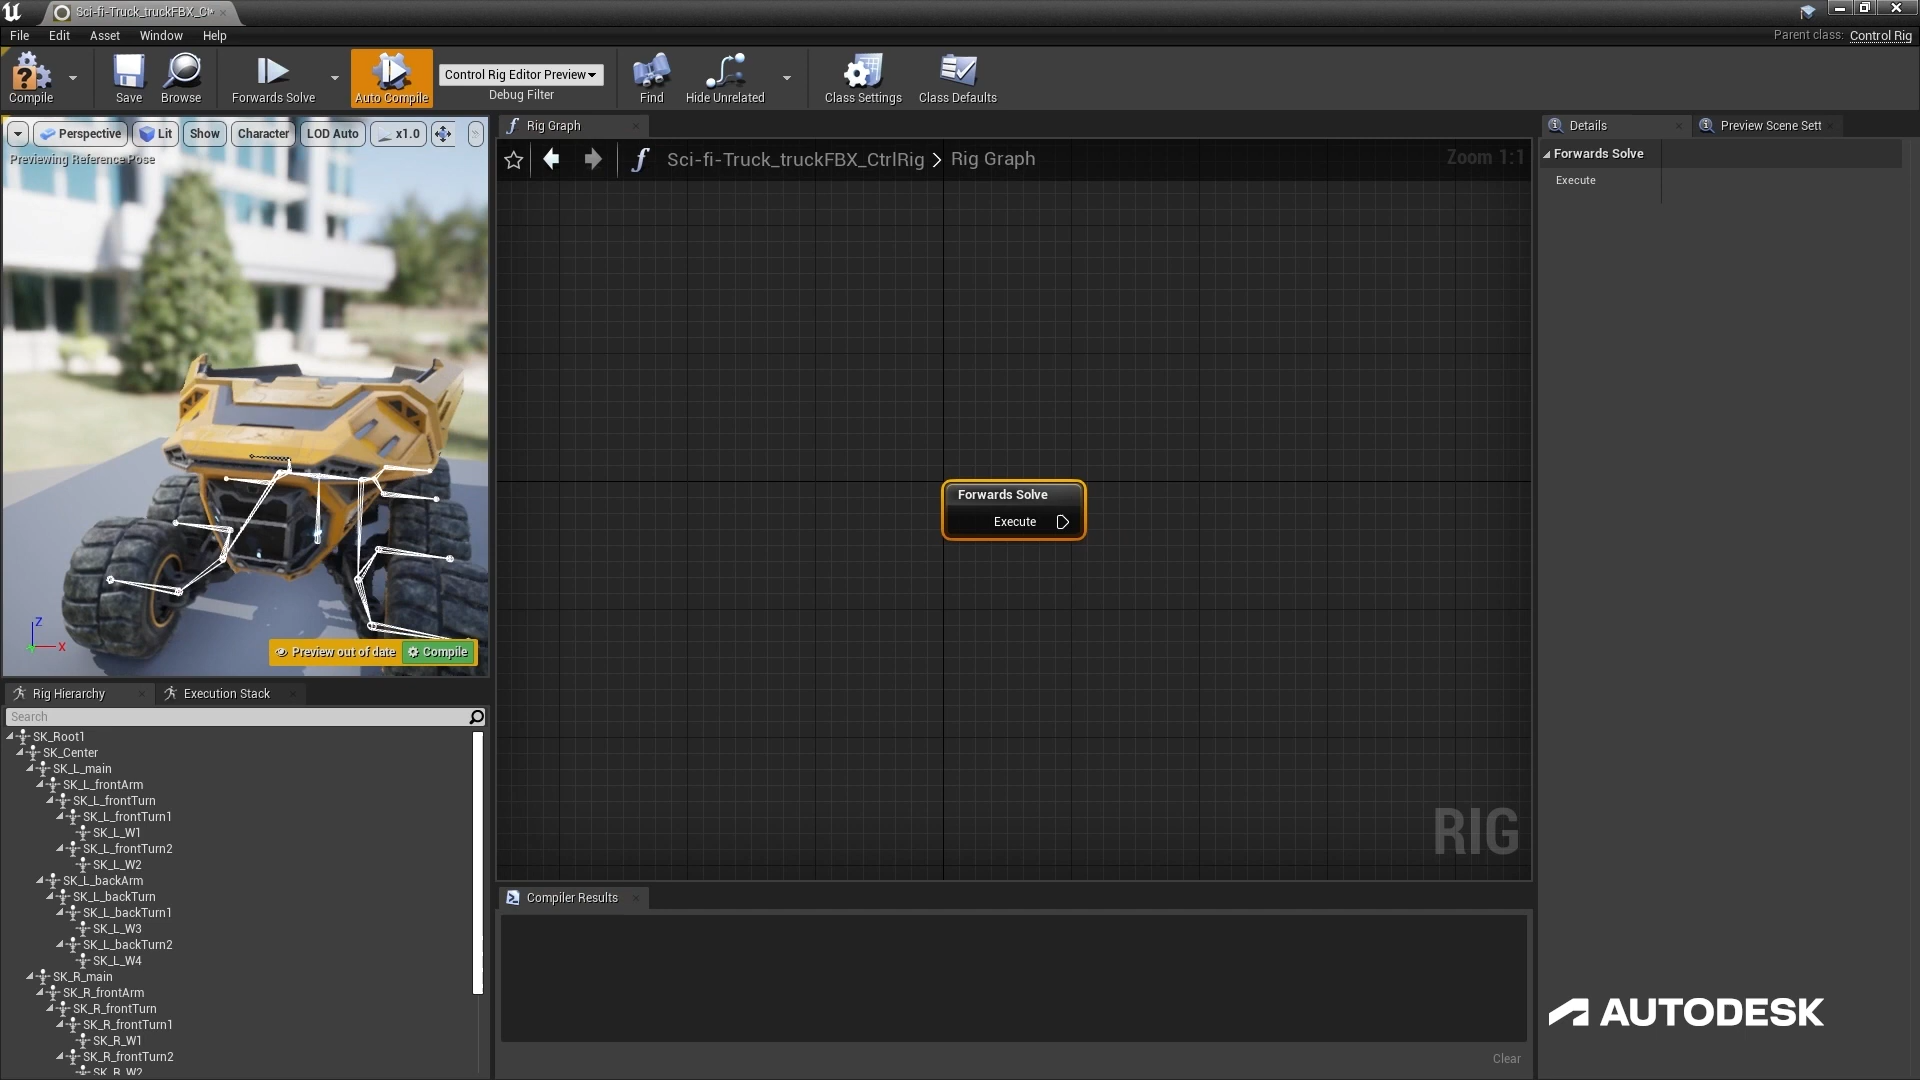 Sci-fi-Truck_truckFBX_C
File Edit Asset Window Help
Parent class: Control Rig
Compile
Save
Browse
Forwards Solve
Auto Compile
Control Rig Editor Preview
Debug Filter
Find
Hide Unrelated
Class Settings
Class Defaults
Perspective Lit Show Character LOD Auto x1.0
Previewing Reference Pose
Z
X
Preview out of date Compile
Rig Hierarchy
Execution Stack
Search
SK_Root1
SK_Center
SK_L_main
SK_L_frontArm
SK_L_frontTurn
SK_L_frontTurn1
SK_L_W1
SK_L_frontTurn2
SK_L_W2
SK_L_backArm
SK_L_backTurn
SK_L_backTurn1
SK_L_W3
SK_L_backTurn2
SK_L_W4
SK_R_main
SK_R_frontArm
SK_R_frontTurn
SK_R_frontTurn1
SK_R_W1
SK_R_frontTurn2
SK_R_W2
Rig Graph
Sci-fi-Truck_truckFBX_CtrlRig > Rig Graph
Zoom 1:1
Forwards Solve
Execute
RIG
Compiler Results
Clear
Details
Preview Scene Sett
Forwards Solve
Execute
AUTODESK